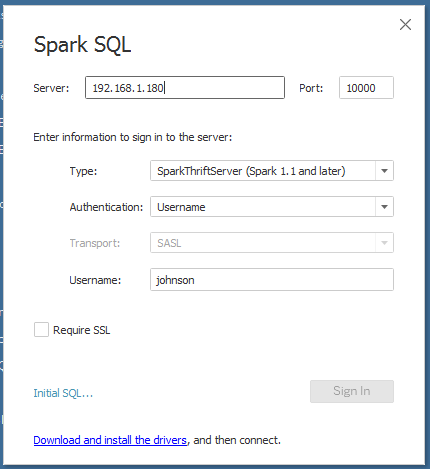 Spark SQL
Server: 192.168.1.180 Port: 10000
Enter information to sign in to the server:
Type: SparkThriftServer (Spark 1.1 and later)
Authentication: Username
Transport: SASL
Username: johnson
Require SSL
Initial SQL... Sign In
Download and install the drivers, and then connect.